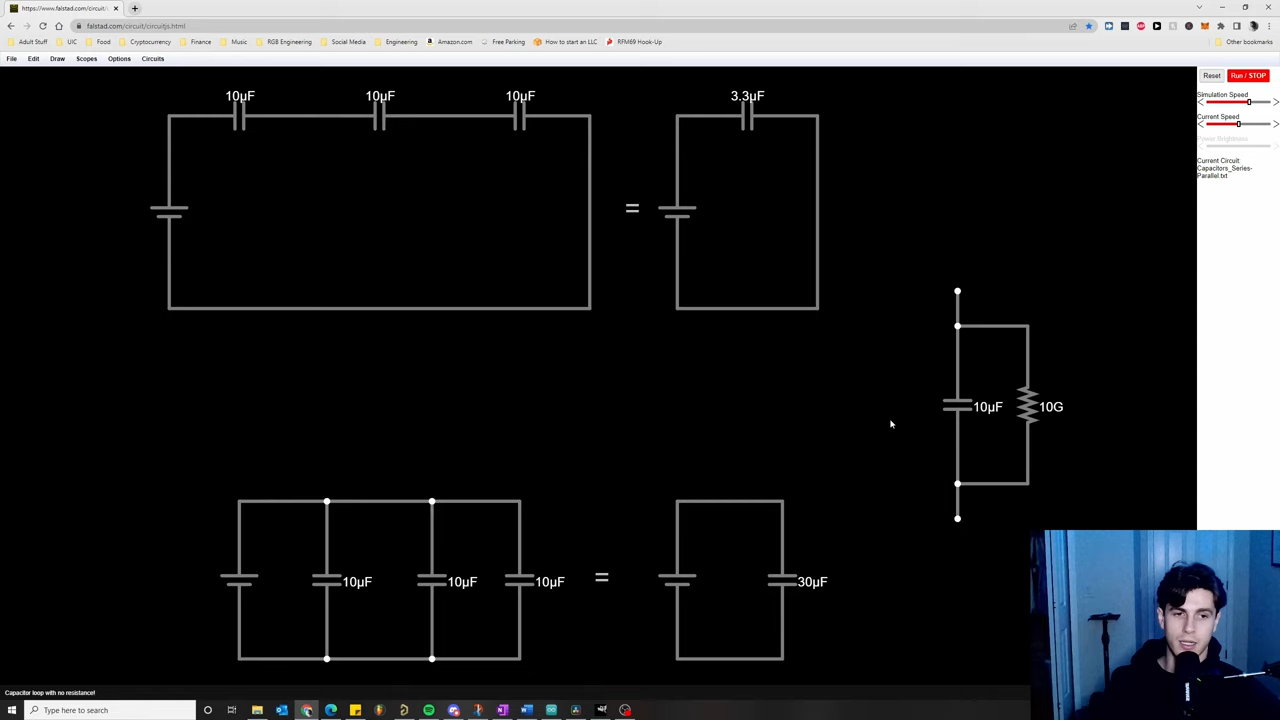 https://www.falstad.com/circuit/
falstad.com/circuit/circuitjs.html
Adult Stuff UIC Food Cryptocurrency Finance Music RGB Engineering Social Media Engineering Amazon.com Free Parking How to start an LLC RFM69 Hook-Up Other bookmarks
File Edit Draw Scopes Options Circuits
Reset Run / STOP
Simulation Speed
Current Speed
Power Brightness
Current Circuit:
Capacitors_Series-
Parallel.txt
10μF 10μF 10μF 3.3μF
=
10μF 10G
10μF 10μF 10μF = 30μF
Capacitor loop with no resistance!
Type here to search